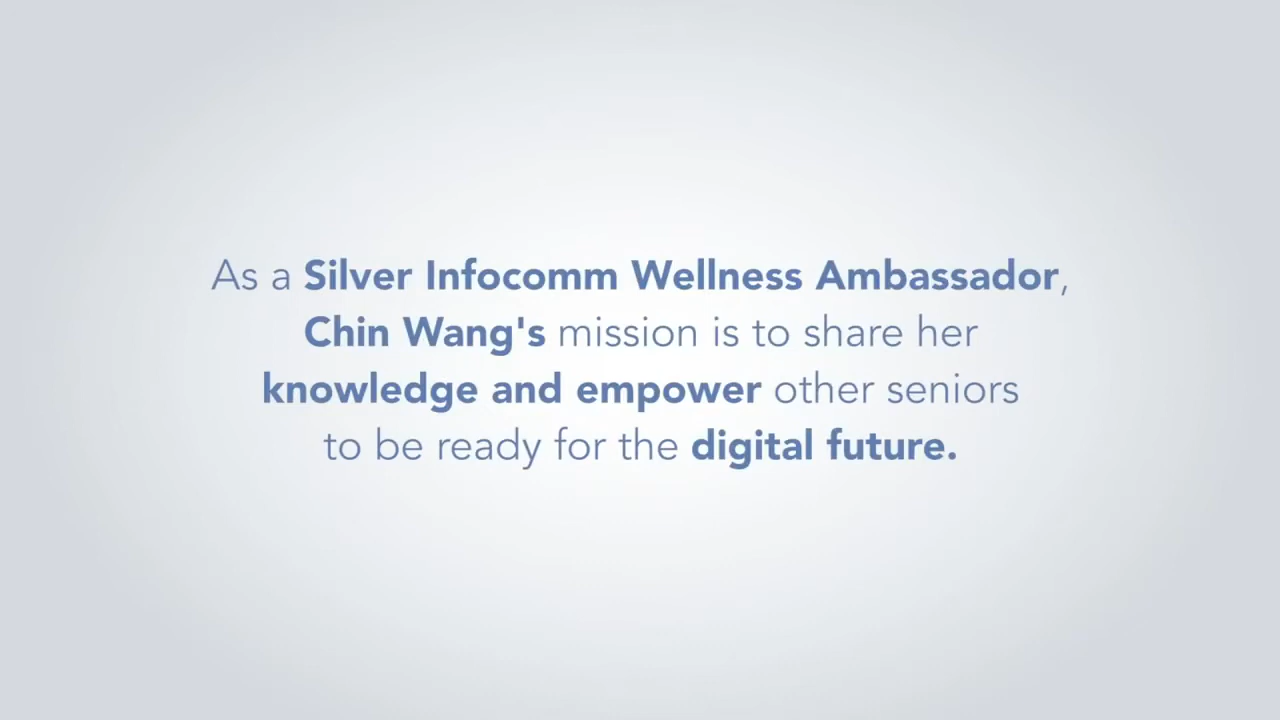 As a Silver Infocomm Wellness Ambassador,
Chin Wang's mission is to share her
knowledge and empower other seniors
to be ready for the digital future.